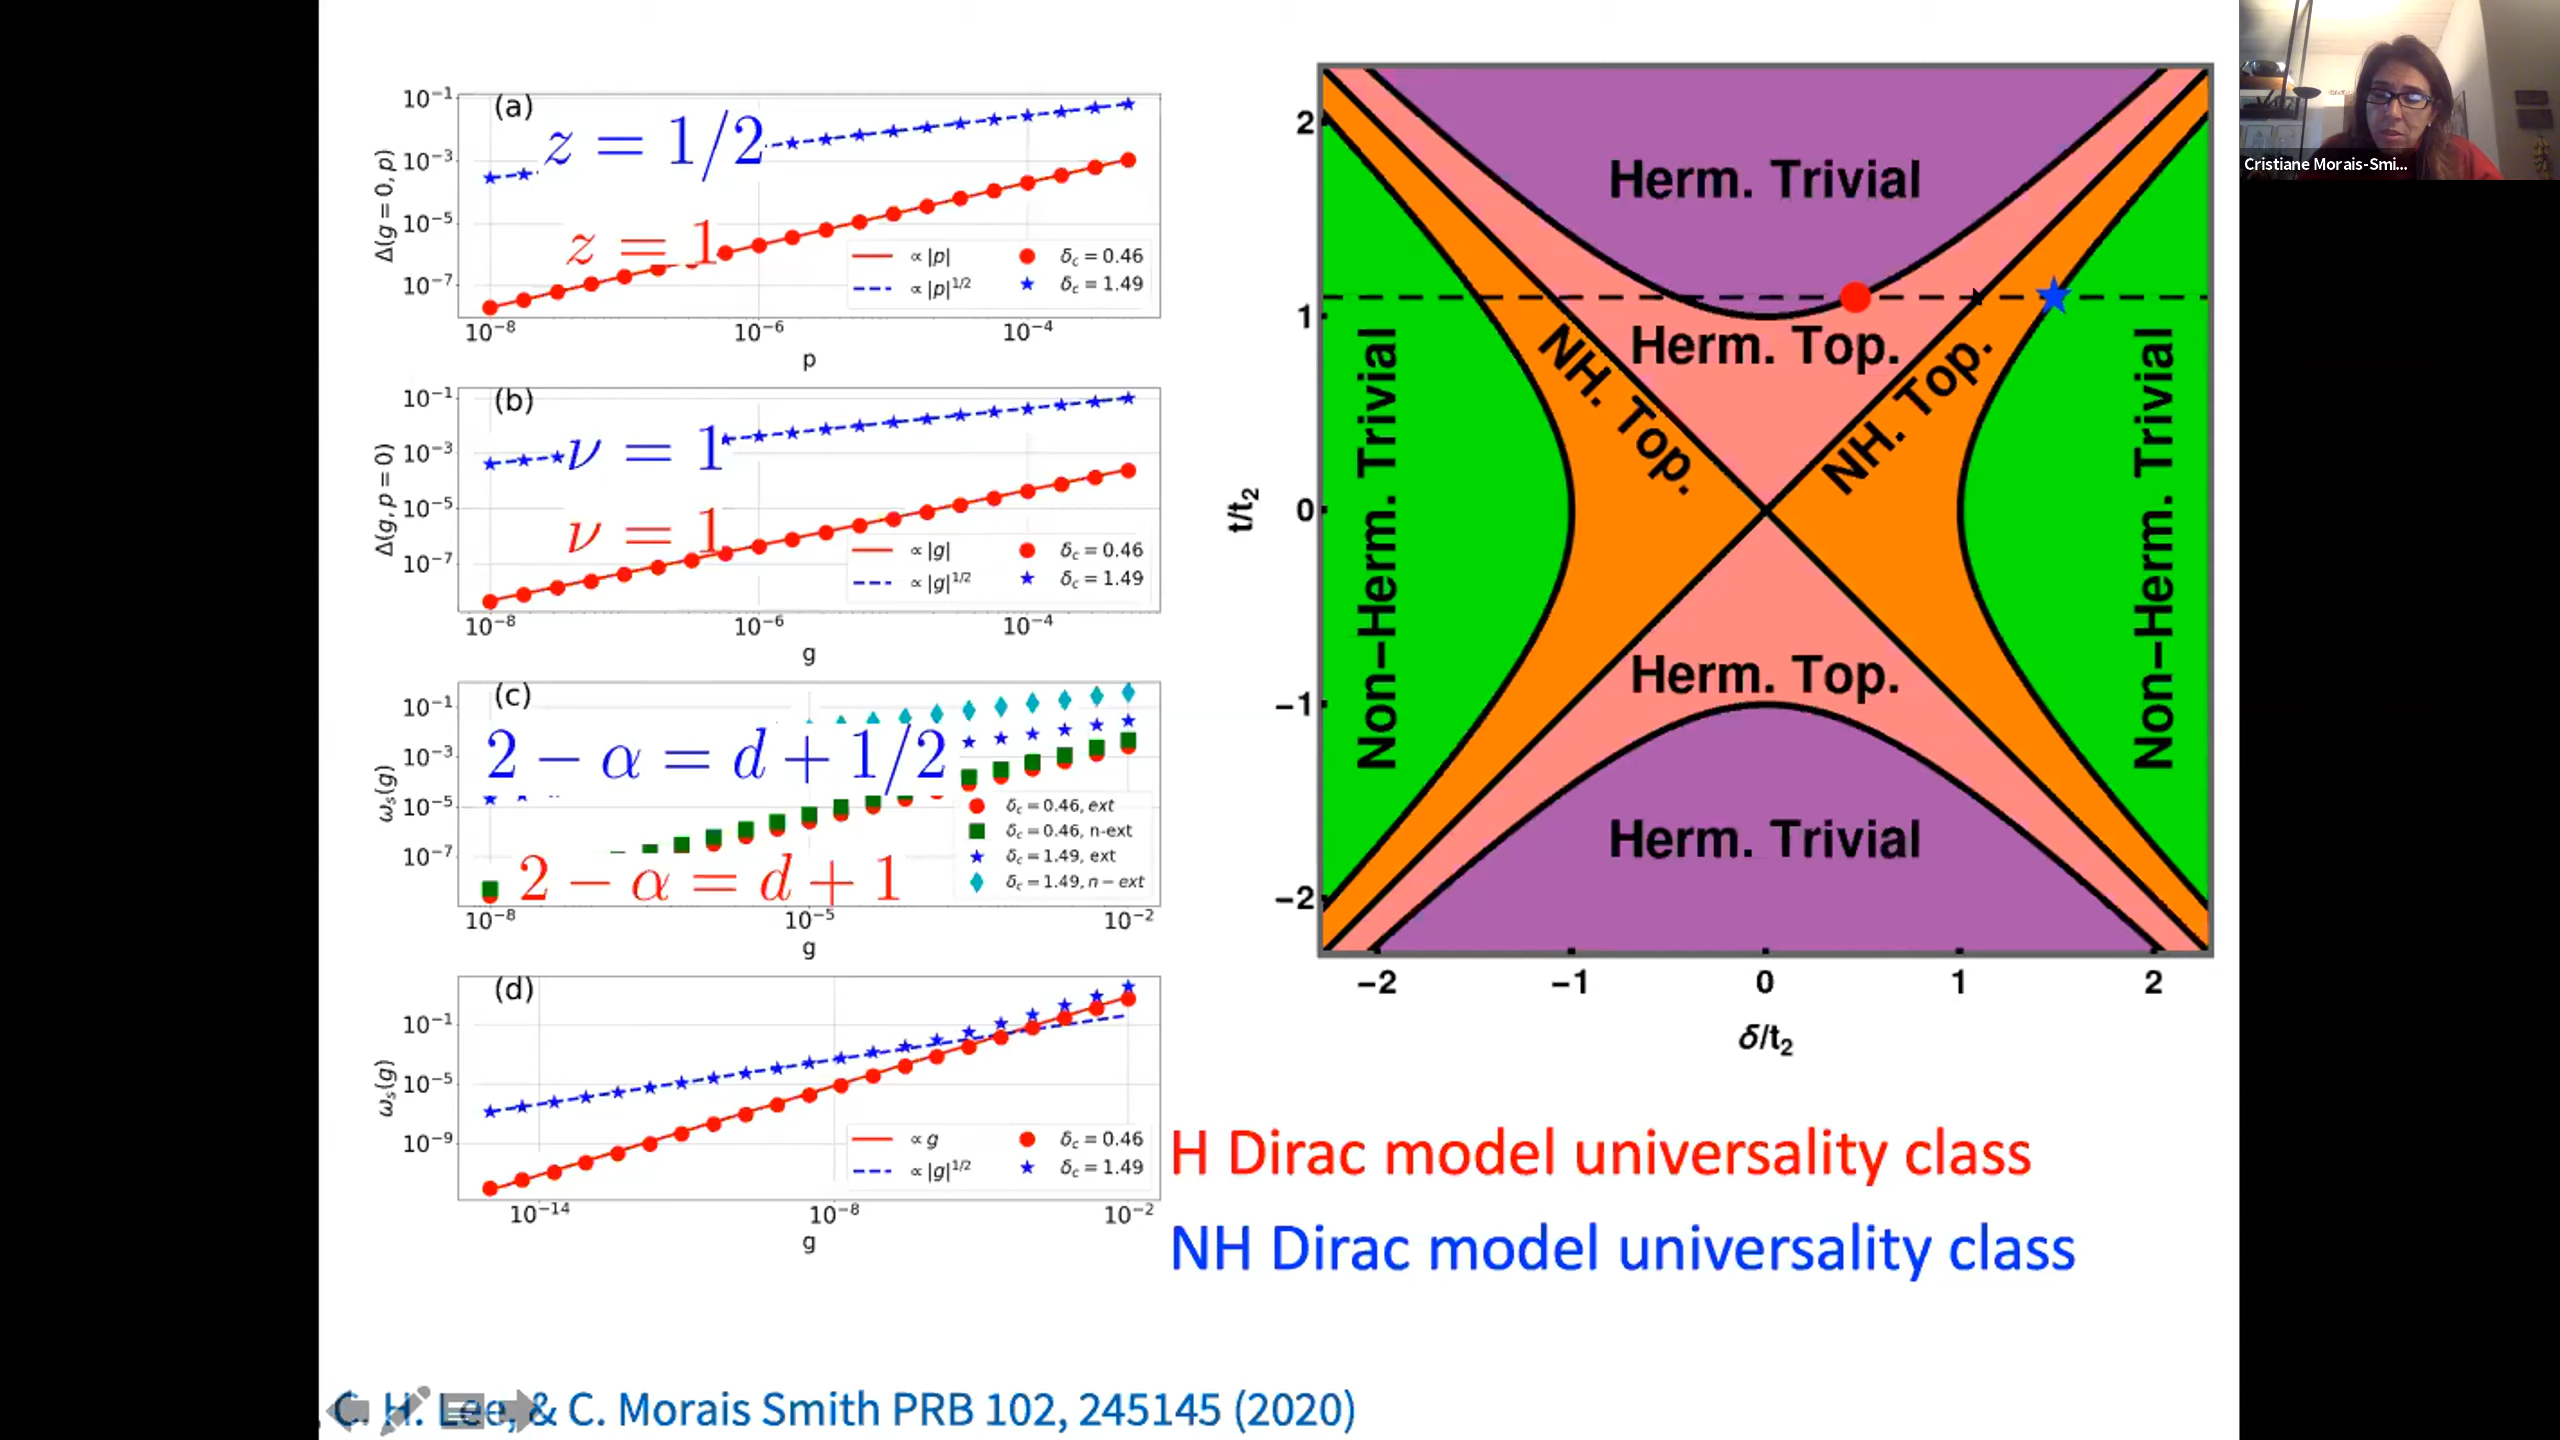 (a)
z = 1/2
z = 1
10⁻¹
10⁻³
10⁻⁵
10⁻⁷
Δ(g = 0, p)
∝ |p|
δc = 0.46
∝ |p|^1/2
δc = 1.49
10⁻⁸
10⁻⁶
10⁻⁴
p
(b)
ν = 1
ν = 1
10⁻¹
10⁻³
10⁻⁵
10⁻⁷
Δ(g, p = 0)
∝ |g|
δc = 0.46
∝ |g|^1/2
δc = 1.49
10⁻⁸
10⁻⁶
10⁻⁴
g
(c)
2 − α = d + 1/2
2 − α = d + 1
10⁻¹
10⁻³
10⁻⁵
10⁻⁷
ωs(g)
δc = 0.46, ext
δc = 0.46, n-ext
δc = 1.49, ext
δc = 1.49, n − ext
10⁻⁸
10⁻⁵
10⁻²
g
(d)
10⁻¹
10⁻⁵
10⁻⁹
ωs(g)
∝ g
δc = 0.46
∝ |g|^1/2
δc = 1.49
10⁻¹⁴
10⁻⁸
10⁻²
g
Herm. Trivial
Herm. Top.
NH. Top.
NH. Top.
Non−Herm. Trivial
Non−Herm. Trivial
Herm. Top.
Herm. Trivial
2
1
0
−1
−2
t/t₂
−2
−1
0
1
2
δ/t₂
H Dirac model universality class
NH Dirac model universality class
C. H. Lee, & C. Morais Smith PRB 102, 245145 (2020)
Cristiane Morais-Smi...